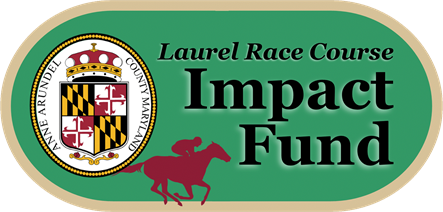 ANNE ARUNDEL
COUNTY MARYLAND
Laurel Race Course
Impact
Fund